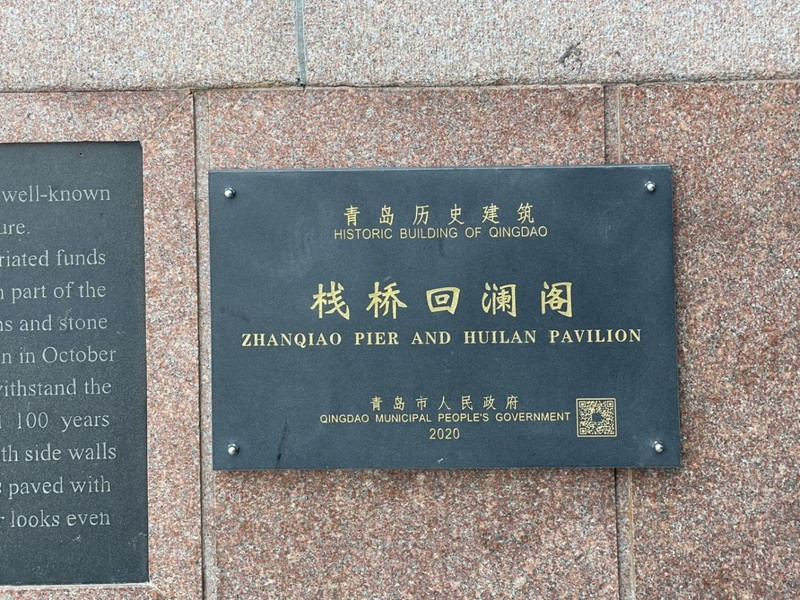 well-known
ure.
riated funds
n part of the
ns and stone
n in October
withstand the
100 years
th side walls
s paved with
r looks even
青岛历史建筑
HISTORIC BUILDING OF QINGDAO
栈桥回澜阁
ZHANQIAO PIER AND HUILAN PAVILION
青岛市人民政府
QINGDAO MUNICIPAL PEOPLE'S GOVERNMENT
2020